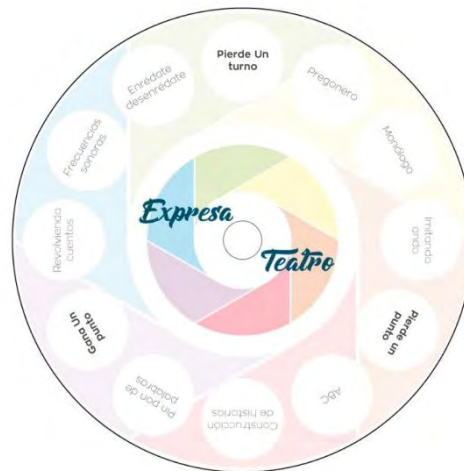 Pierde Un
turno
Pregonero
Monólogo
Imitando
ando
Pierde un
punto
ABC
Construcción
de historias
Pin pon de
palabras
Gana Un
punto
Revolviendo
cuentos
Frecuencias
sonoras
Enrédate
desenrédate
Expresa
Teatro